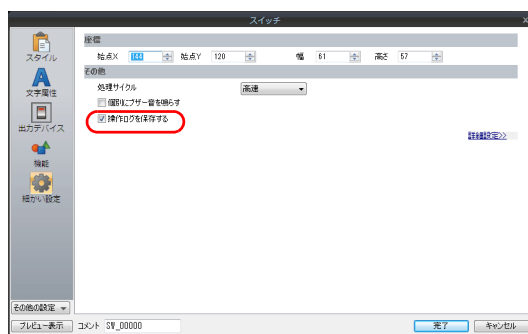 スイッチ
x
座標
始点X 144 始点Y 120 幅 61 高さ 57
その他
処理サイクル 高速
個別にブザー音を鳴らす
操作ログを保存する
詳細設定>>
スタイル
文字属性
出力デバイス
機能
細かい設定
その他の設定
プレビュー表示 コメント SW_00000 完了 キャンセル